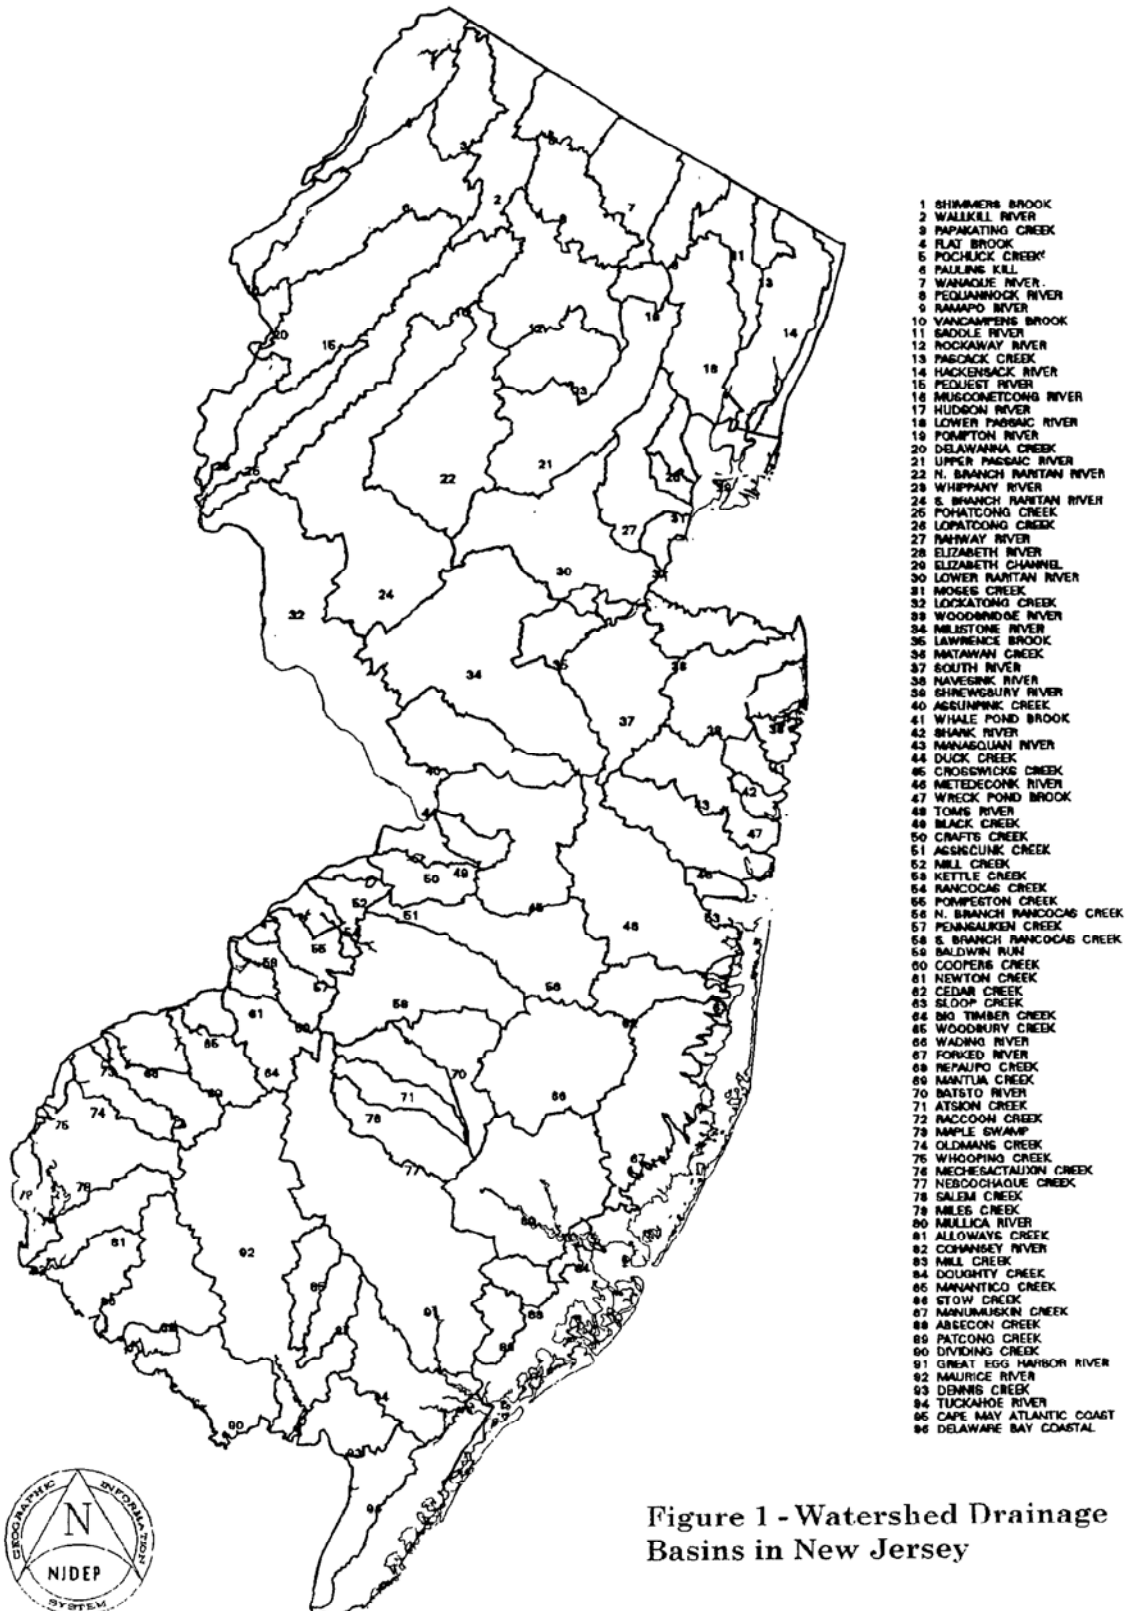 1 SHIMMERS BROOK
2 WALLKILL RIVER
3 PAPAKATING CREEK
4 FLAT BROOK
5 POCHUCK CREEK
6 PAULINS KILL
7 WANAQUE RIVER
8 PEQUANNOCK RIVER
9 RAMAPO RIVER
10 VANCAMPENS BROOK
11 SADDLE RIVER
12 ROCKAWAY RIVER
13 PASCACK CREEK
14 HACKENSACK RIVER
15 PEQUEST RIVER
16 MUSCONETCONG RIVER
17 HUDSON RIVER
18 LOWER PASSAIC RIVER
19 POMPTON RIVER
20 DELAWANNA CREEK
21 UPPER PASSAIC RIVER
22 N. BRANCH RARITAN RIVER
23 WHIPPANY RIVER
24 S. BRANCH RARITAN RIVER
25 POHATCONG CREEK
26 LOPATCONG CREEK
27 RAHWAY RIVER
28 ELIZABETH RIVER
29 ELIZABETH CHANNEL
30 LOWER RARITAN RIVER
31 MOSES CREEK
32 LOCKATONG CREEK
33 WOODBRIDGE RIVER
34 MILLSTONE RIVER
35 LAWRENCE BROOK
36 MATAWAN CREEK
37 SOUTH RIVER
38 NAVESINK RIVER
39 SHREWSBURY RIVER
40 ASSUNPINK CREEK
41 WHALE POND BROOK
42 SHARK RIVER
43 MANASQUAN RIVER
44 DUCK CREEK
45 CROSSWICKS CREEK
46 METEDECONK RIVER
47 WRECK POND BROOK
48 TOMS RIVER
49 BLACK CREEK
50 CRAFTS CREEK
51 ASSISCUNK CREEK
52 MILL CREEK
53 KETTLE CREEK
54 RANCOCAS CREEK
55 POMPESTON CREEK
56 N. BRANCH RANCOCAS CREEK
57 PENNSAUKEN CREEK
58 S. BRANCH RANCOCAS CREEK
59 BALDWIN RUN
60 COOPERS CREEK
61 NEWTON CREEK
62 CEDAR CREEK
63 SLOOP CREEK
64 BIG TIMBER CREEK
65 WOODBURY CREEK
66 WADING RIVER
67 FORKED RIVER
68 REPAUPO CREEK
69 MANTUA CREEK
70 BATSTO RIVER
71 ATSION CREEK
72 RACCOON CREEK
73 MAPLE SWAMP
74 OLDMANS CREEK
75 WHOOPING CREEK
76 MECHESACTAUXIN CREEK
77 NESCOCHAQUE CREEK
78 SALEM CREEK
79 MILES CREEK
80 MULLICA RIVER
81 ALLOWAYS CREEK
82 COHANSEY RIVER
83 MILL CREEK
84 DOUGHTY CREEK
85 MANANTICO CREEK
86 STOW CREEK
87 MANUMUSKIN CREEK
88 ABSECON CREEK
89 PATCONG CREEK
90 DIVIDING CREEK
91 GREAT EGG HARBOR RIVER
92 MAURICE RIVER
93 DENNIS CREEK
94 TUCKAHOE RIVER
95 CAPE MAY ATLANTIC COAST
96 DELAWARE BAY COASTAL
GEOGRAPHIC INFORMATION SYSTEM
N
NJDEP
Figure 1 - Watershed Drainage
Basins in New Jersey